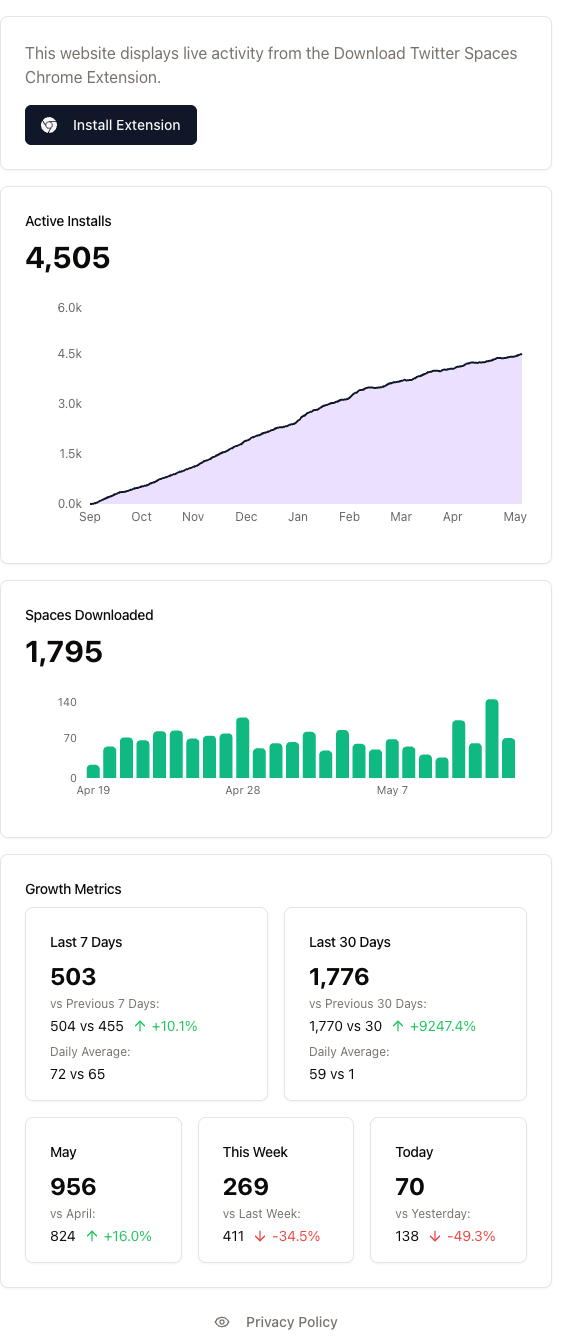 This website displays live activity from the Download Twitter Spaces
Chrome Extension.
Install Extension
Active Installs
4,505
6.0k
4.5k
3.0k
1.5k
0.0k
Sep Oct Nov Dec Jan Feb Mar Apr May
Spaces Downloaded
1,795
140
70
0
Apr 19 Apr 28 May 7
Growth Metrics
Last 7 Days
503
vs Previous 7 Days:
504 vs 455 ↑ +10.1%
Daily Average:
72 vs 65
Last 30 Days
1,776
vs Previous 30 Days:
1,770 vs 30 ↑ +9247.4%
Daily Average:
59 vs 1
May
956
vs April:
824 ↑ +16.0%
This Week
269
vs Last Week:
411 ↓ -34.5%
Today
70
vs Yesterday:
138 ↓ -49.3%
Privacy Policy